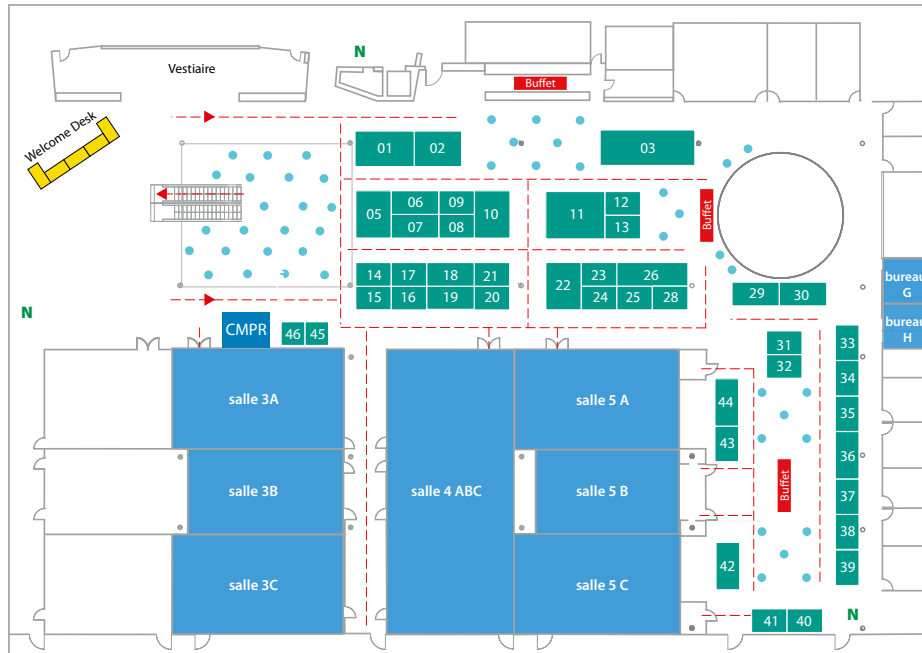 N
Vestiaire
Buffet
Welcome Desk
01 02
03
05
06 09
07 08
10
11
12
13
Buffet
14 17 18 21
15 16 19 20
22
23 26
24 25 28
29 30
bureau
G
bureau
H
N
CMPR
46 45
31
32
33
34
35
36
37
38
39
salle 3A
salle 5 A
44
43
salle 3B
salle 4 ABC
salle 5 B
Buffet
salle 3C
salle 5 C
42
41 40
N